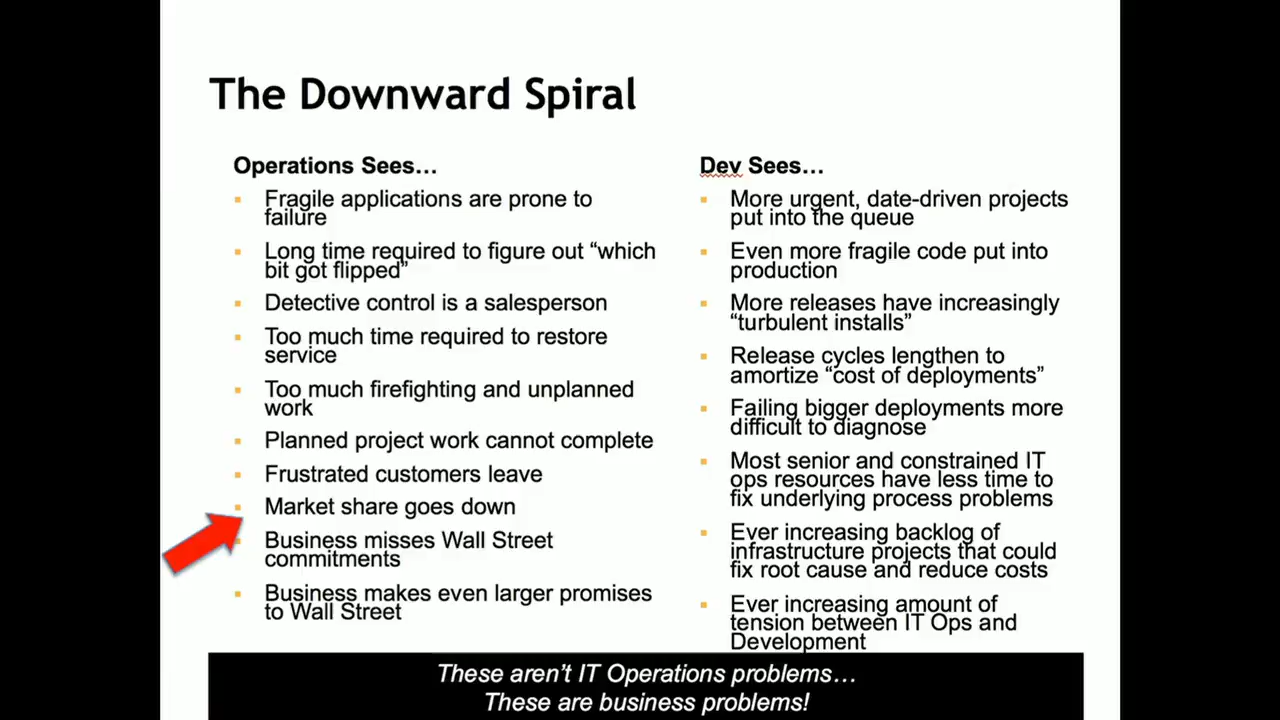 The Downward Spiral
Operations Sees…
Fragile applications are prone to
failure
Long time required to figure out “which
bit got flipped”
Detective control is a salesperson
Too much time required to restore
service
Too much firefighting and unplanned
work
Planned project work cannot complete
Frustrated customers leave
Market share goes down
Business misses Wall Street
commitments
Business makes even larger promises
to Wall Street
Dev Sees…
More urgent, date-driven projects
put into the queue
Even more fragile code put into
production
More releases have increasingly
“turbulent installs”
Release cycles lengthen to
amortize “cost of deployments”
Failing bigger deployments more
difficult to diagnose
Most senior and constrained IT
ops resources have less time to
fix underlying process problems
Ever increasing backlog of
infrastructure projects that could
fix root cause and reduce costs
Ever increasing amount of
tension between IT Ops and
Development
These aren’t IT Operations problems…
These are business problems!